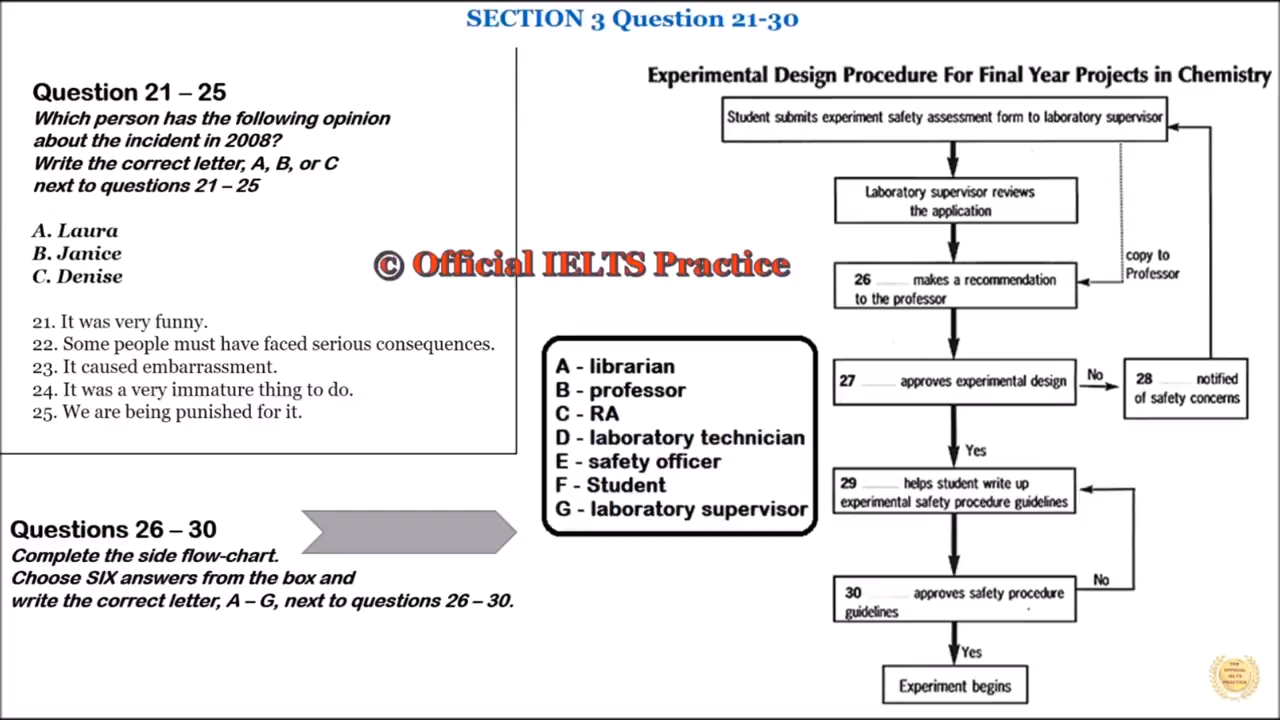 SECTION 3 Question 21-30
Question 21 – 25
Which person has the following opinion
about the incident in 2008?
Write the correct letter, A, B, or C
next to questions 21 – 25
A. Laura
B. Janice
C. Denise
21. It was very funny.
22. Some people must have faced serious consequences.
23. It caused embarrassment.
24. It was a very immature thing to do.
25. We are being punished for it.
Questions 26 – 30
Complete the side flow-chart.
Choose SIX answers from the box and
write the correct letter, A – G, next to questions 26 – 30.
© Official IELTS Practice
A - librarian
B - professor
C - RA
D - laboratory technician
E - safety officer
F - Student
G - laboratory supervisor
Experimental Design Procedure For Final Year Projects in Chemistry
Student submits experiment safety assessment form to laboratory supervisor
Laboratory supervisor reviews
the application
copy to
Professor
26 ........ makes a recommendation
to the professor
27 ........ approves experimental design
No
28 ........ notified
of safety concerns
Yes
29 ........ helps student write up
experimental safety procedure guidelines
30 ........ approves safety procedure
guidelines
No
Yes
Experiment begins
THE
OFFICIAL
IELTS
PRACTICE